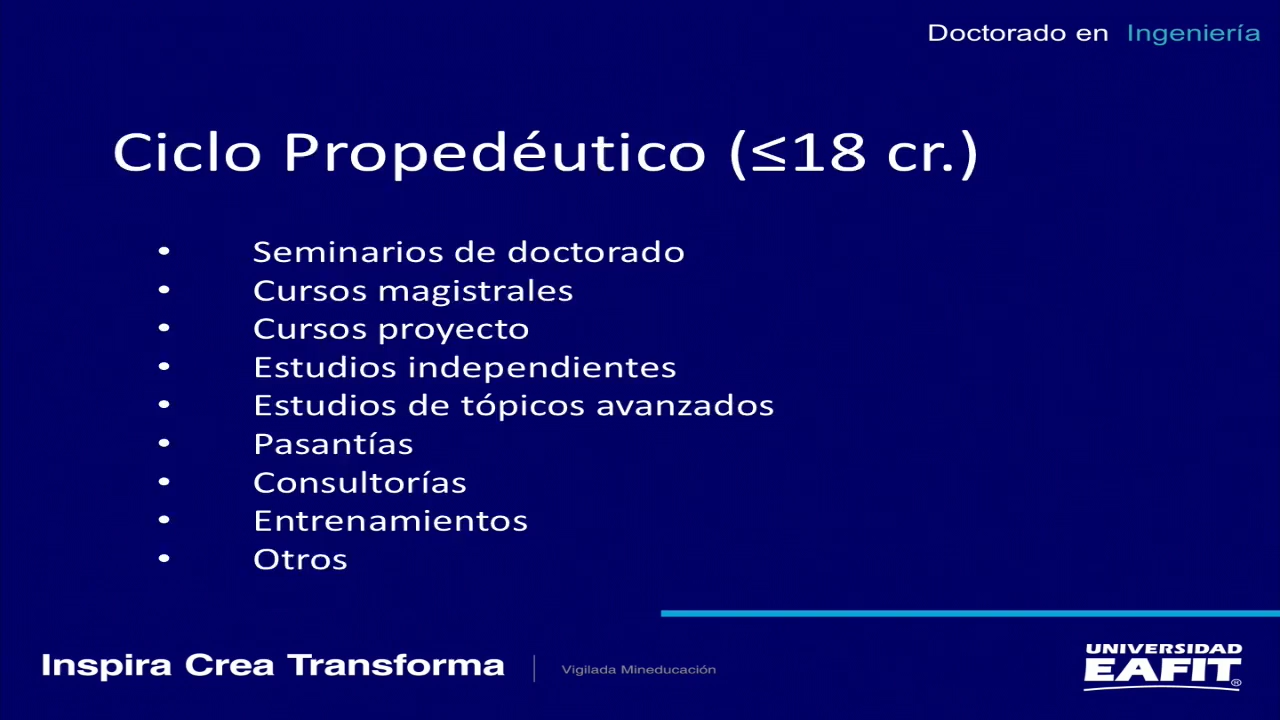 Doctorado en Ingeniería
Ciclo Propedéutico (≤18 cr.)
• Seminarios de doctorado
• Cursos magistrales
• Cursos proyecto
• Estudios independientes
• Estudios de tópicos avanzados
• Pasantías
• Consultorías
• Entrenamientos
• Otros
Inspira Crea Transforma | Vigilada Mineducación
UNIVERSIDAD
EAFIT®